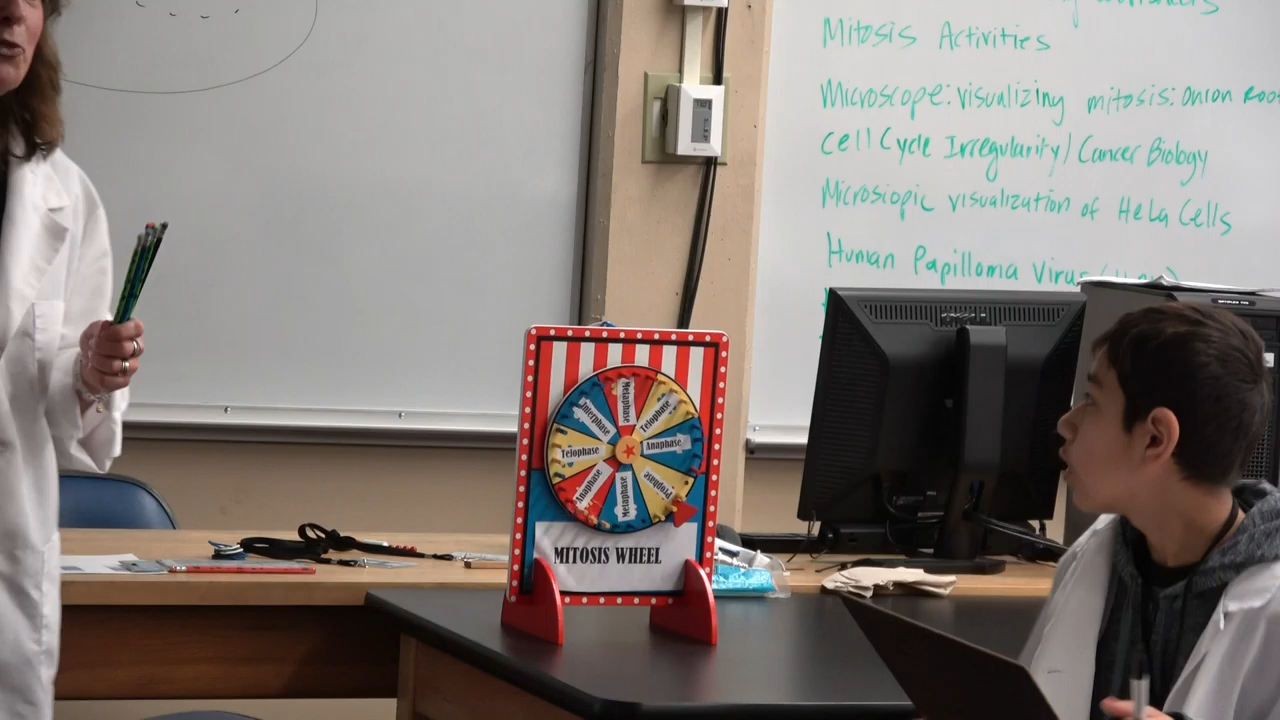 Mitosis Activities
Microscope: visualizing mitosis: onion root
Cell Cycle Irregularity / Cancer Biology
Microsiopic visualization of HeLa Cells
Human Papilloma Virus
Metaphase
Telophase
Anaphase
Prophase
Metaphase
Anaphase
Telophase
Interphase
MITOSIS WHEEL